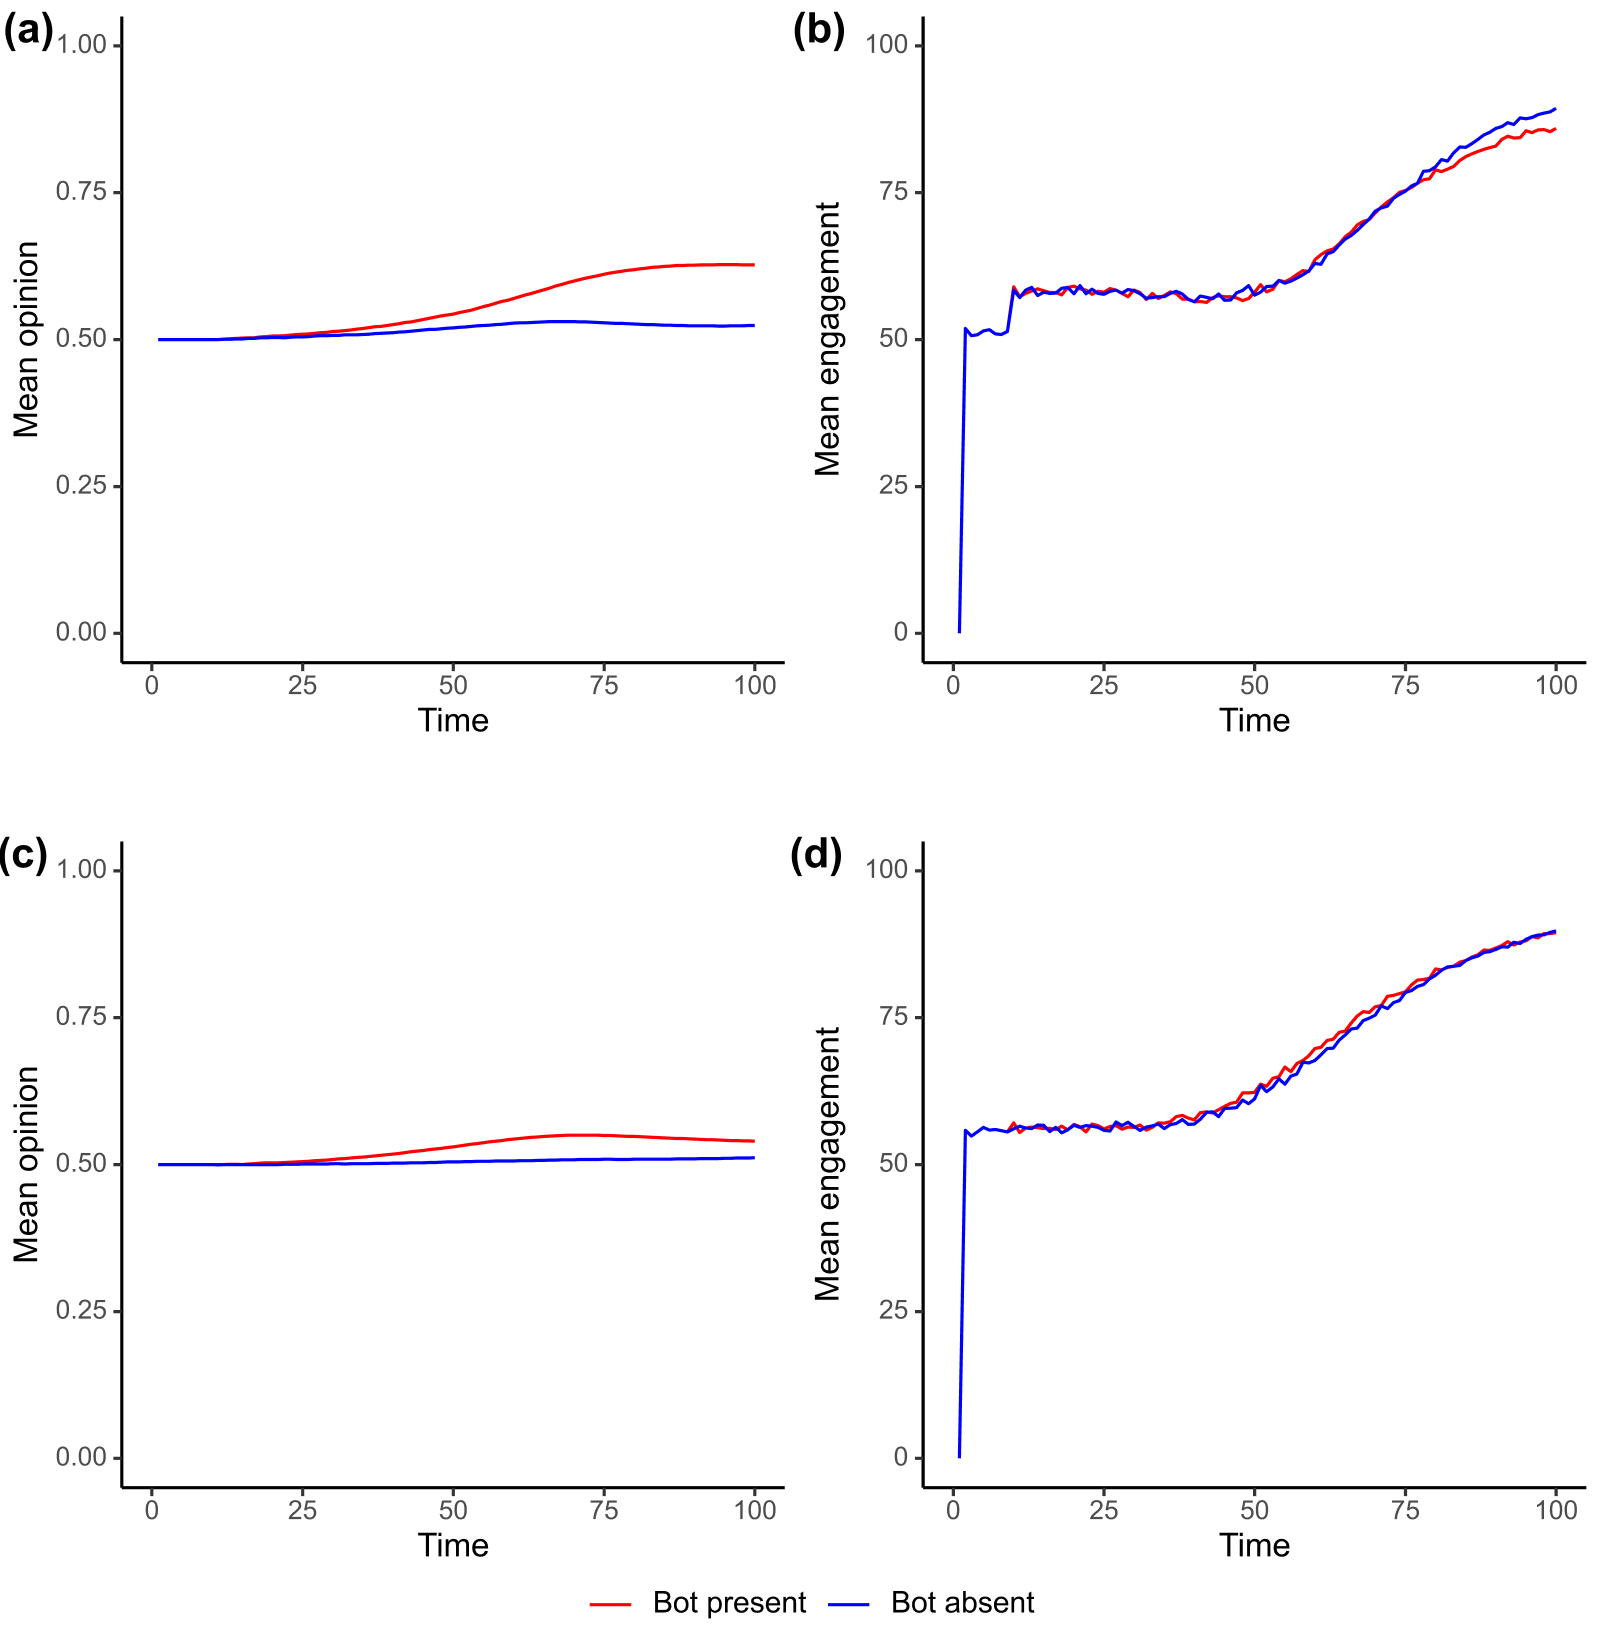 (a)
1.00
0.75
0.50
0.25
0.00
Mean opinion
0 25 50 75 100
Time
(b)
100
75
50
25
0
Mean engagement
0 25 50 75 100
Time
(c)
1.00
0.75
0.50
0.25
0.00
Mean opinion
0 25 50 75 100
Time
(d)
100
75
50
25
0
Mean engagement
0 25 50 75 100
Time
Bot present Bot absent